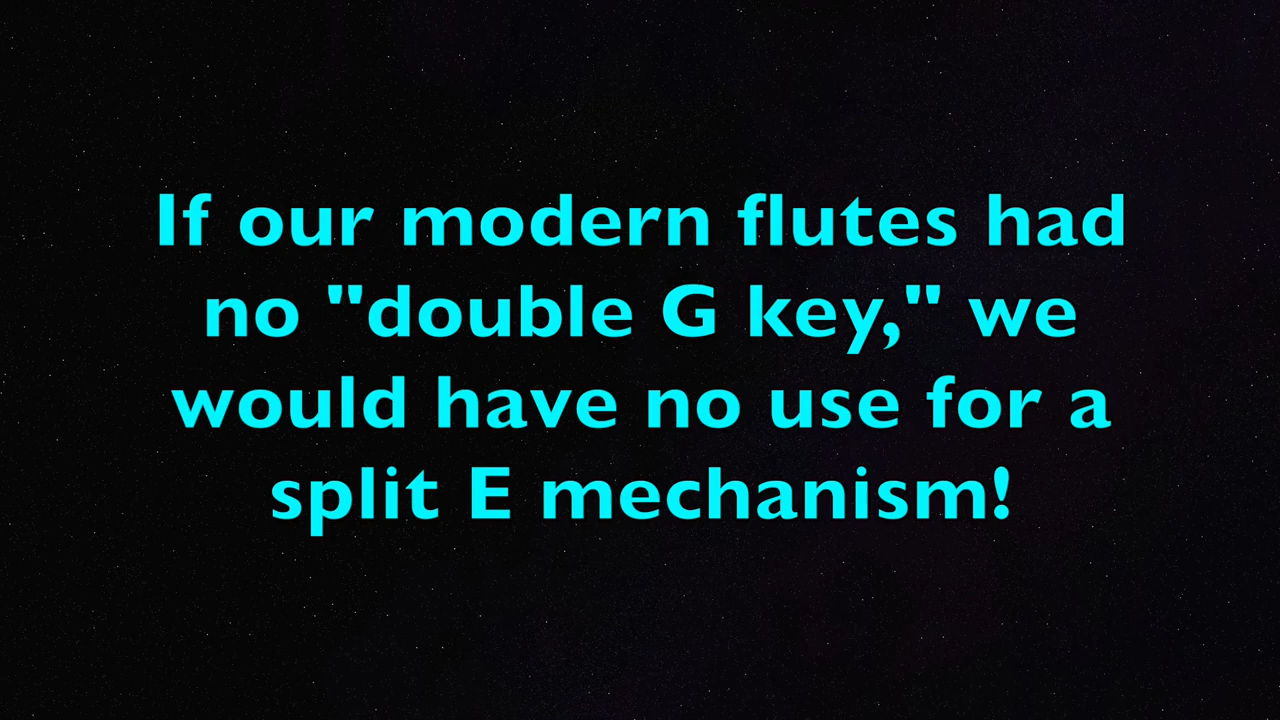 If our modern flutes had
no "double G key," we
would have no use for a
split E mechanism!